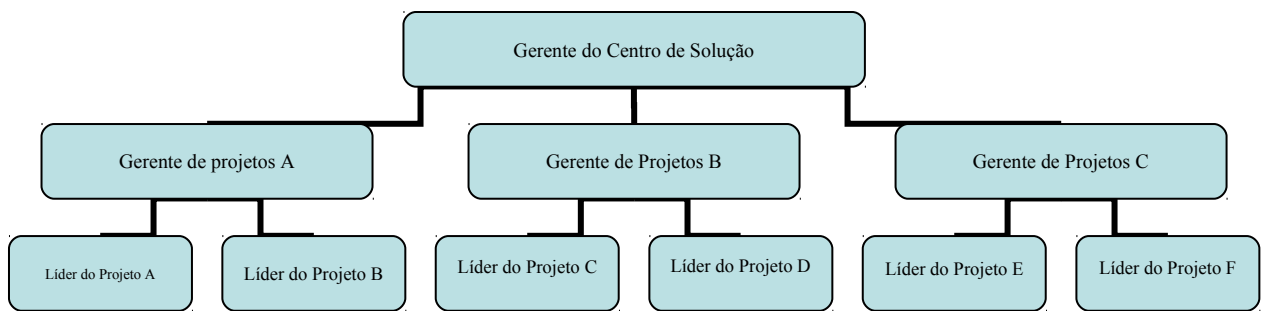 Gerente do Centro de Solução
Gerente de projetos A
Gerente de Projetos B
Gerente de Projetos C
Líder do Projeto A
Líder do Projeto B
Líder do Projeto C
Líder do Projeto D
Líder do Projeto E
Líder do Projeto F